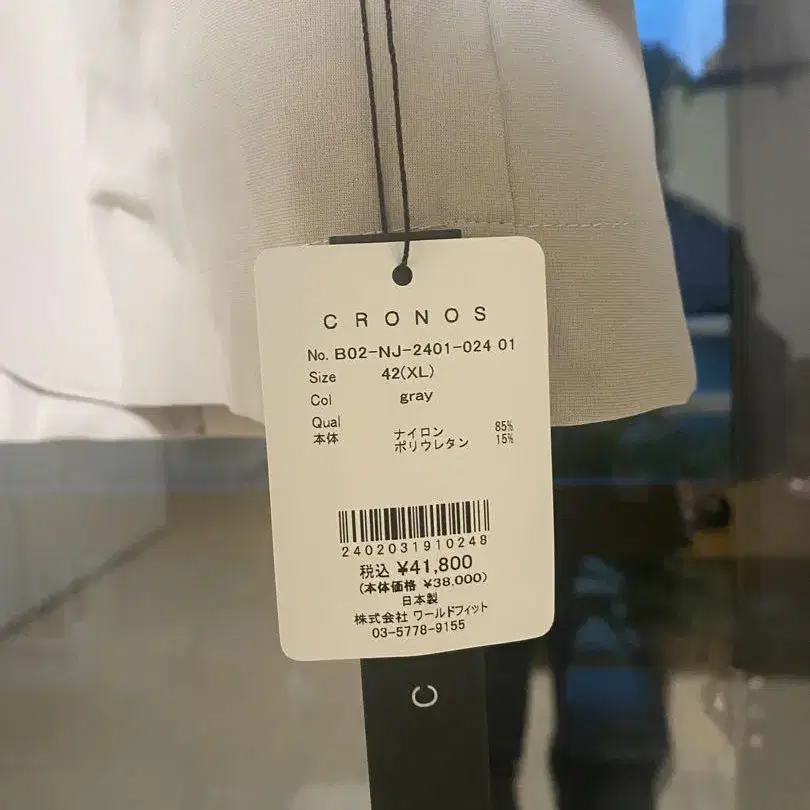 CRONOS
No. B02-NJ-2401-024 01
Size 42(XL)
Col gray
Qual
本体 ナイロン 85%
ポリウレタン 15%
2402031910248
税込 ¥41,800
(本体価格 ¥38,000)
日本製
株式会社 ワールドフィット
03-5778-9155